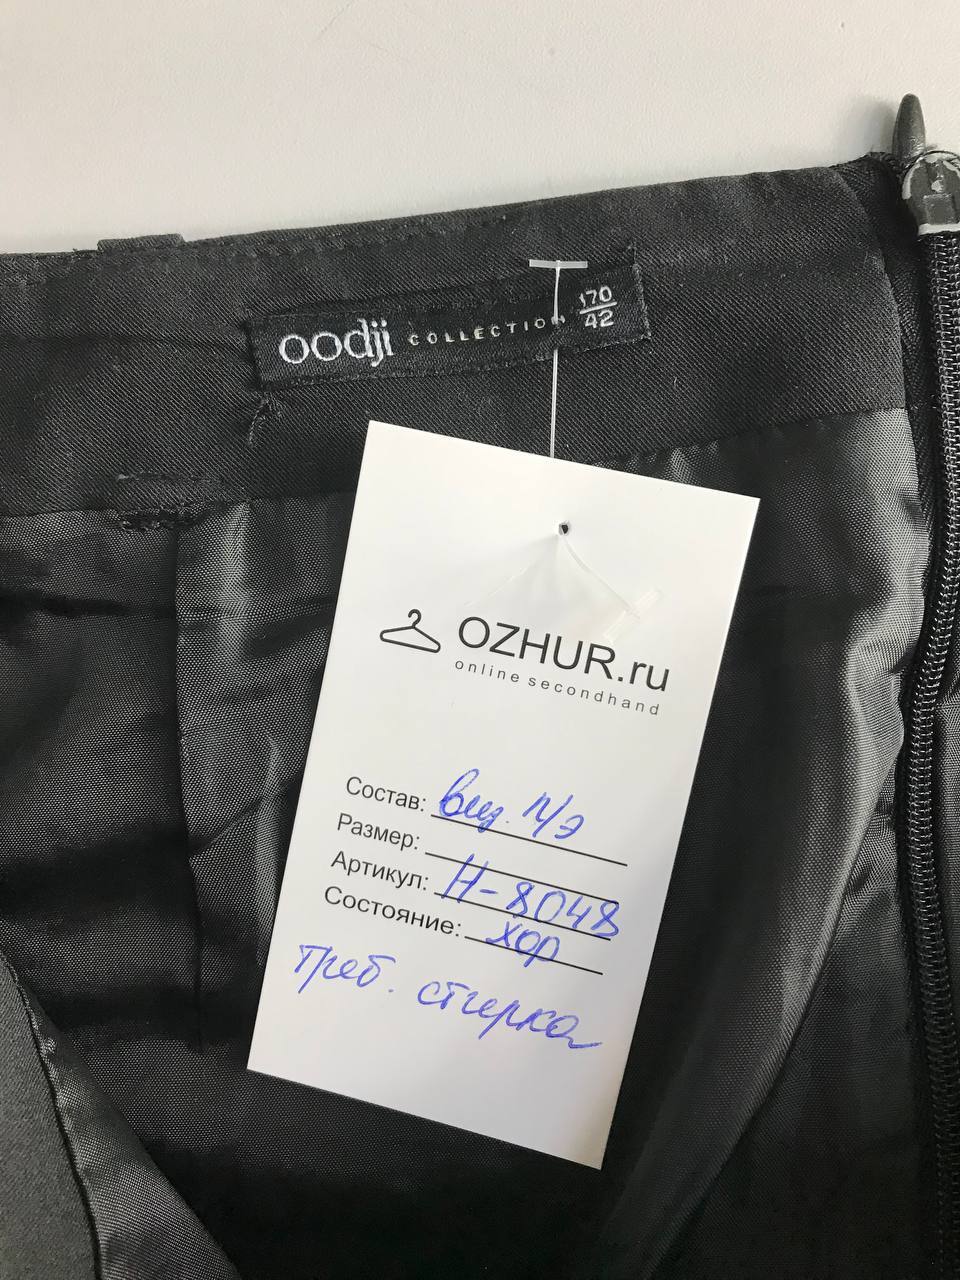 oodji COLLECTION 170/42
OZHUR.ru
online secondhand
Состав: виз. п/э
Размер:
Артикул: Н-8048
Состояние: хор
треб. стирка